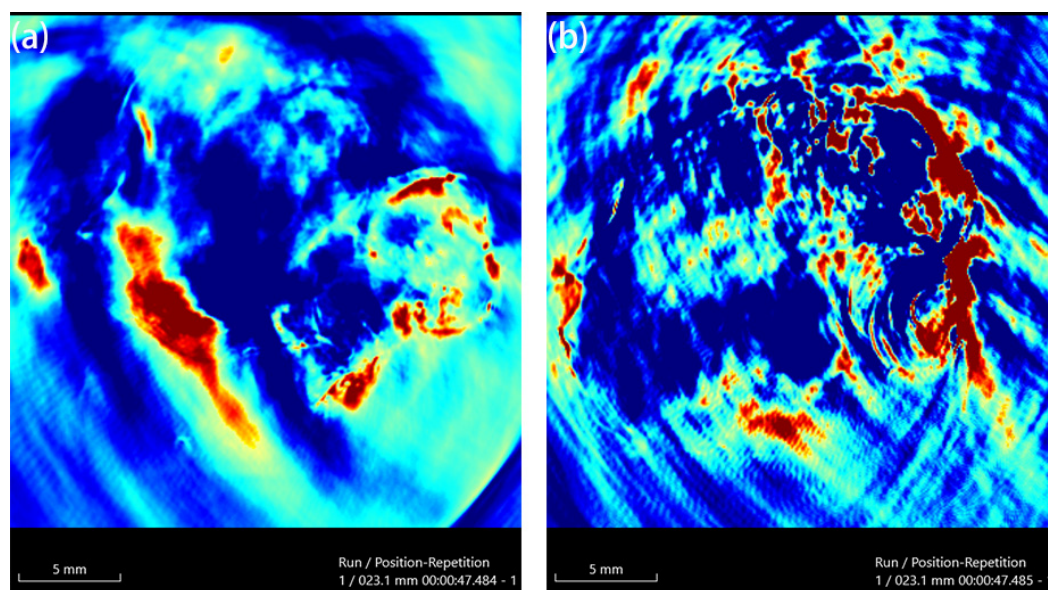 (a)
5 mm
Run / Position-Repetition
1 / 023.1 mm 00:00:47.484 - 1
(b)
5 mm
Run / Position-Repetition
1 / 023.1 mm 00:00:47.485 -